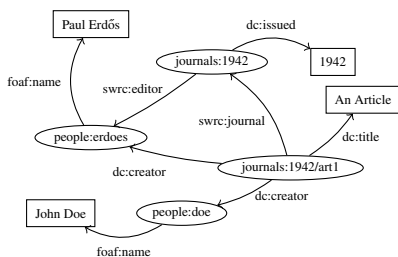 Paul Erdős
dc:issued
journals:1942
1942
foaf:name
swrc:editor
An Article
swrc:journal
people:erdoes
dc:title
dc:creator
journals:1942/art1
dc:creator
John Doe
people:doe
foaf:name